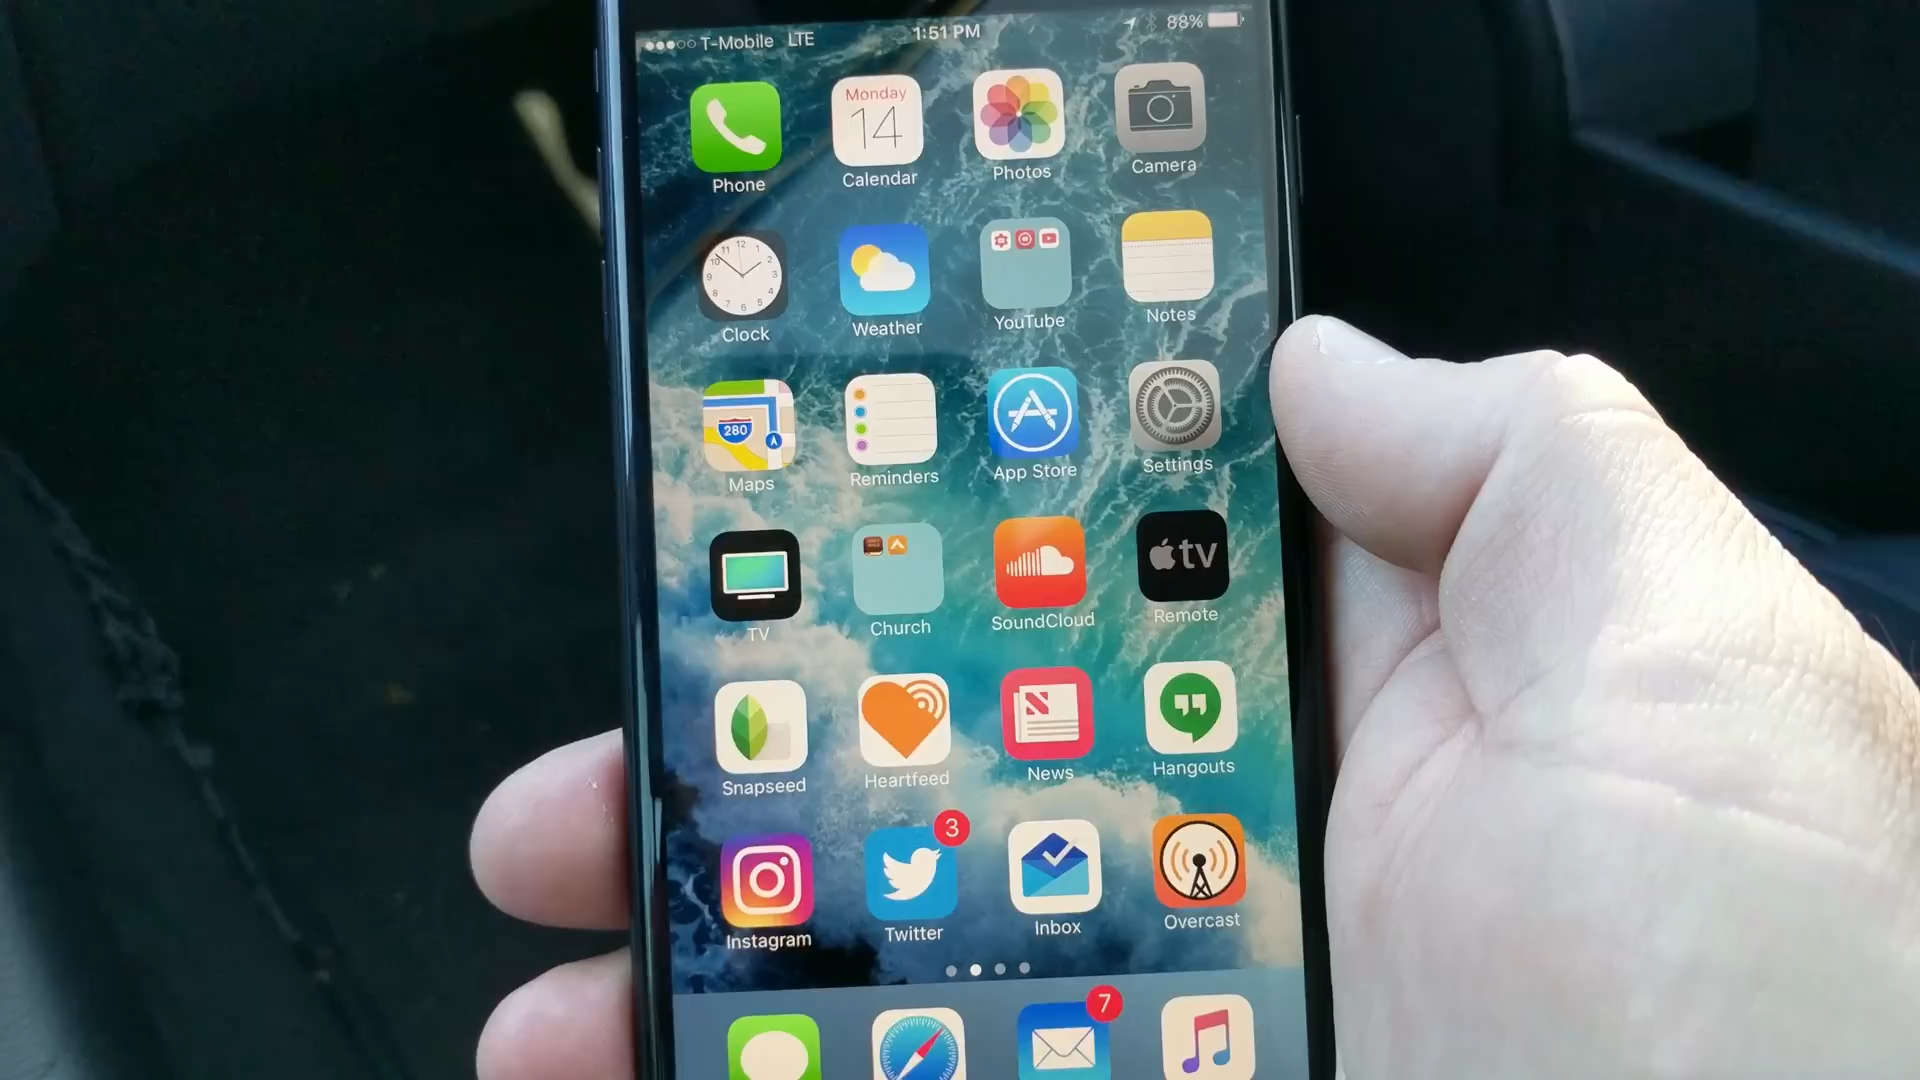 T-Mobile LTE 1:51 PM 88%
Monday
14
Phone Calendar Photos Camera
Clock Weather YouTube Notes
280
Maps Reminders App Store Settings
tv
TV Church SoundCloud Remote
Snapseed Heartfeed News Hangouts
3
Instagram Twitter Inbox Overcast
7